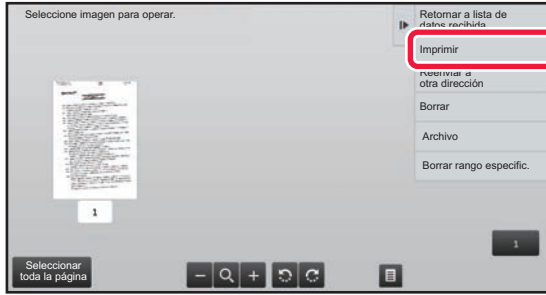 Seleccione imagen para operar.
Retornar a lista de
datos recibida
Imprimir
Reenviar a
otra dirección
Borrar
Archivo
Borrar rango especific.
1
1
Seleccionar
toda la página